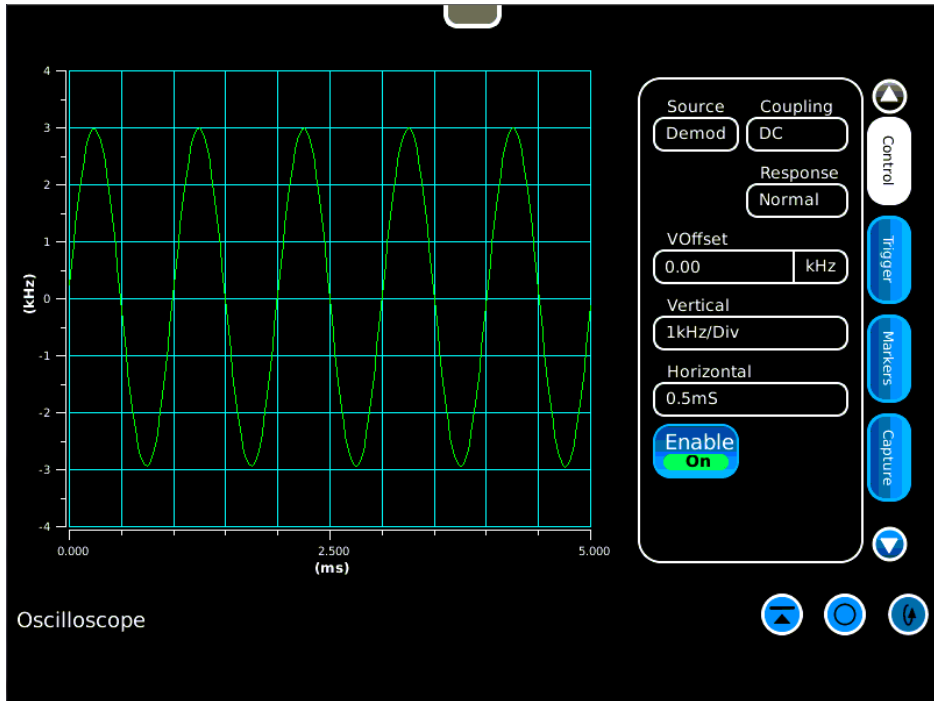 4
3
2
1
0
-1
-2
-3
-4
(kHz)
0.000
2.500
5.000
(ms)
Source
Coupling
Demod
DC
Response
Normal
VOffset
0.00
kHz
Vertical
1kHz/Div
Horizontal
0.5mS
Enable
On
Control
Trigger
Markers
Capture
Oscilloscope